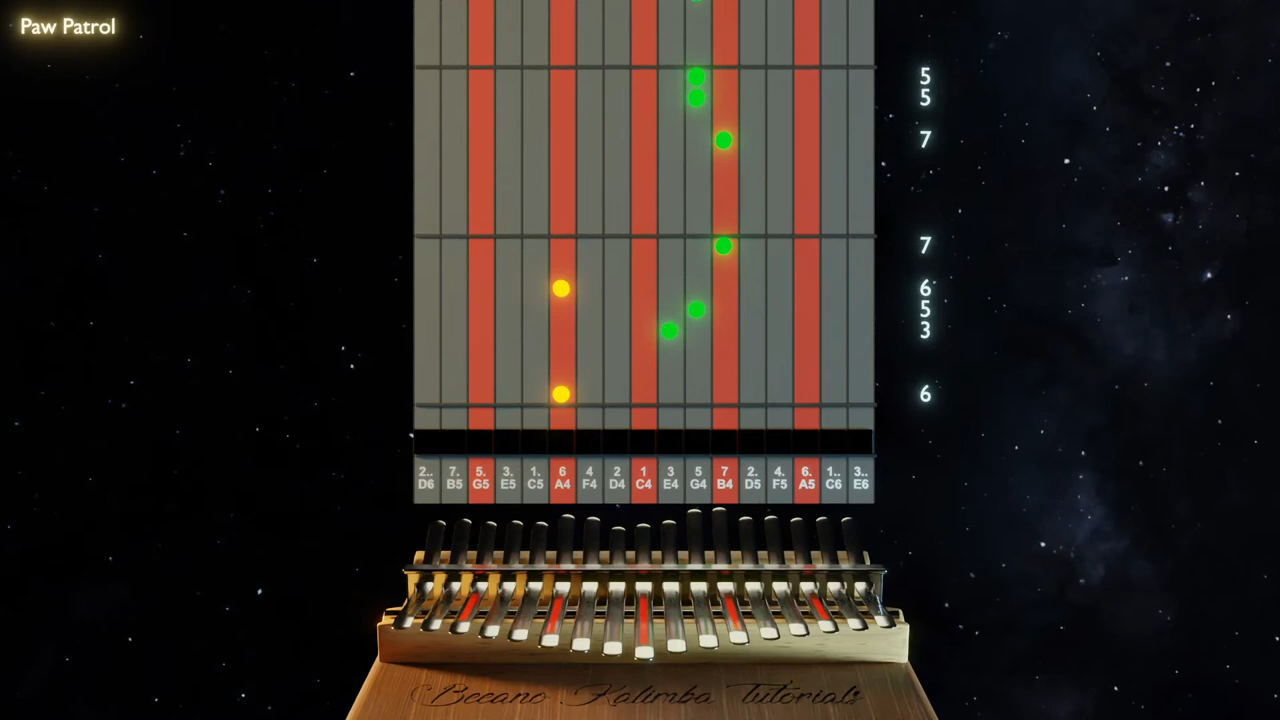 Paw Patrol
5
5
7
7
6
5
3
6
2.. 7. 5. 3. 1. 6 4 2 1 3 5 7 2. 4. 6. 1.. 3..
D6 B5 G5 E5 C5 A4 F4 D4 C4 E4 G4 B4 D5 F5 A5 C6 E6
Beeano Kalimba Tutorials